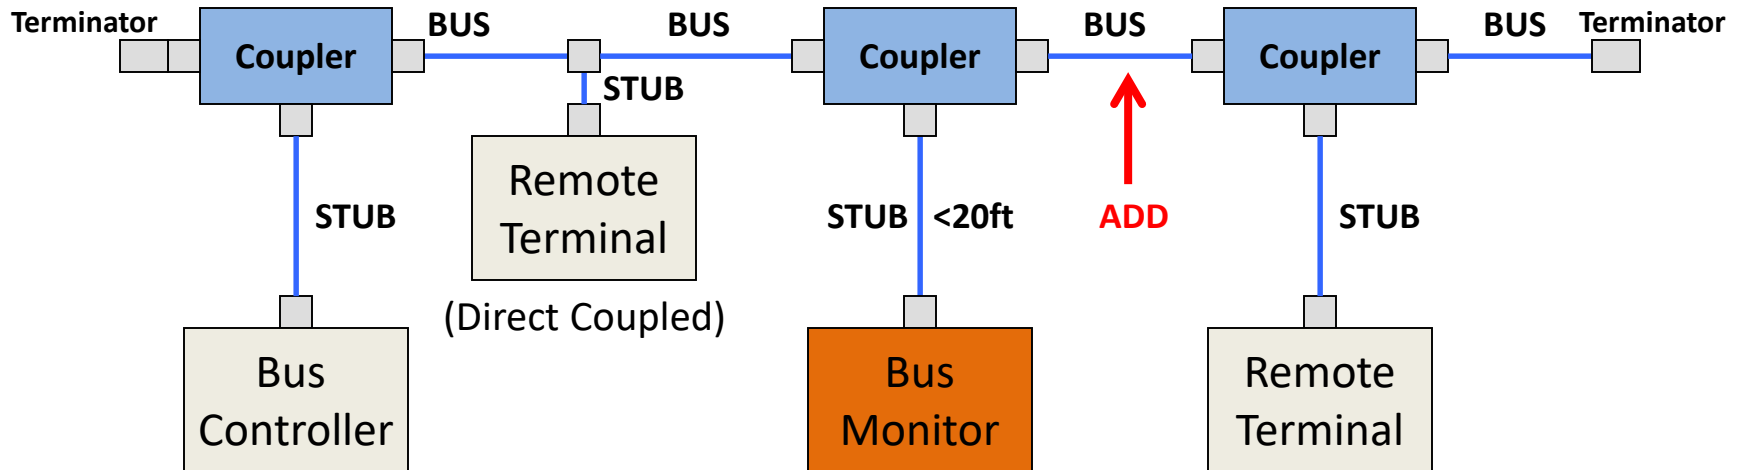 Terminator
Coupler
BUS
BUS
Coupler
BUS
Coupler
BUS
Terminator
STUB
Remote
Terminal
(Direct Coupled)
STUB
STUB <20ft
ADD
STUB
Bus
Controller
Bus
Monitor
Remote
Terminal